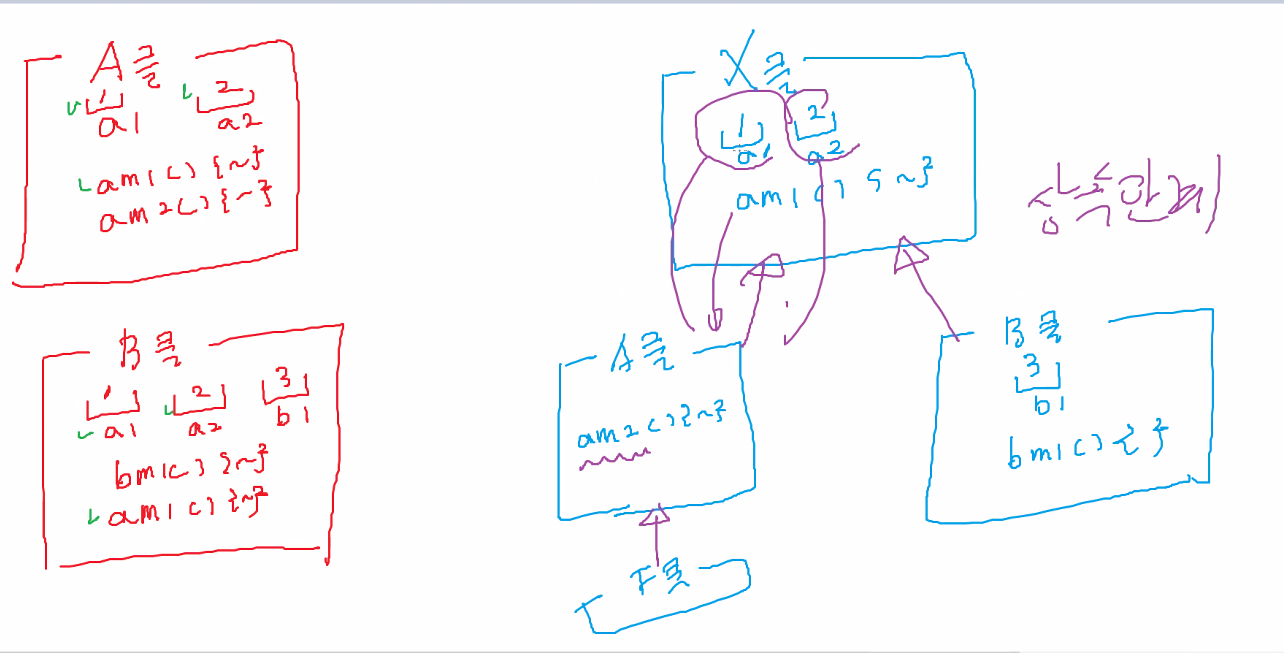 A클
1 2
a1 a2
am1() {~}
am2() {~}
B클
1 2 3
a1 a2 b1
bm1() {~}
am1() {~}
X클
1 2
a1 a2
am1() {~}
상속관계
A클
am2() {~}
B클
3
b1
bm1() { }
F클